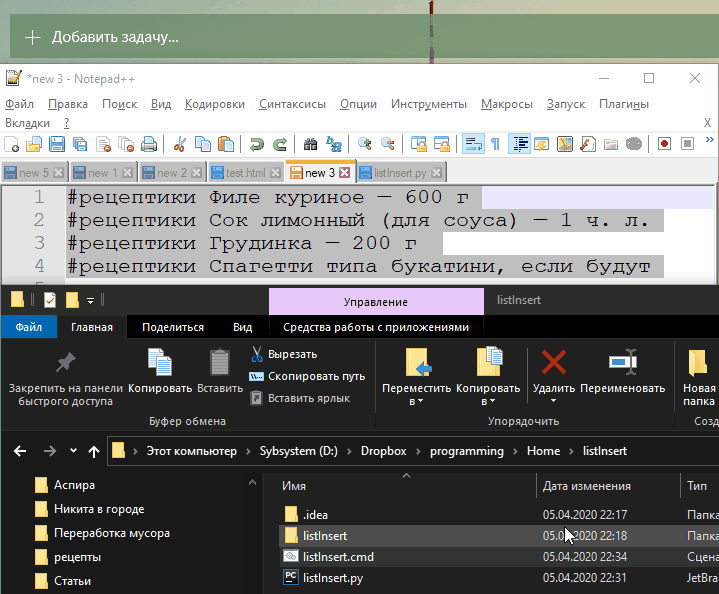 Добавить задачу...
*new 3 - Notepad++
Файл Правка Поиск Вид Кодировки Синтаксисы Опции Инструменты Макросы Запуск Плагины
Вкладки ? X
new 5 new 1 new 2 test.html new 3 listInsert.py
1 #рецептики Филе куриное — 600 г
2 #рецептики Сок лимонный (для соуса) — 1 ч. л.
3 #рецептики Грудинка — 200 г
4 #рецептики Спагетти типа букатини, если будут
Управление listInsert
Файл Главная Поделиться Вид Средства работы с приложениями
Закрепить на панели быстрого доступа
Копировать
Вставить
Вырезать
Скопировать путь
Вставить ярлык
Переместить в
Копировать в
Удалить
Переименовать
Новая папка
Буфер обмена Упорядочить Созд
Этот компьютер Sybsystem (D:) Dropbox programming Home listInsert
Имя Дата изменения Тип
Аспира
Никита в городе
Переработка мусора
рецепты
Статьи
.idea 05.04.2020 22:17 Папка
listInsert 05.04.2020 22:18 Папка
listInsert.cmd 05.04.2020 22:34 Сцена
listInsert.py 05.04.2020 22:31 JetBra